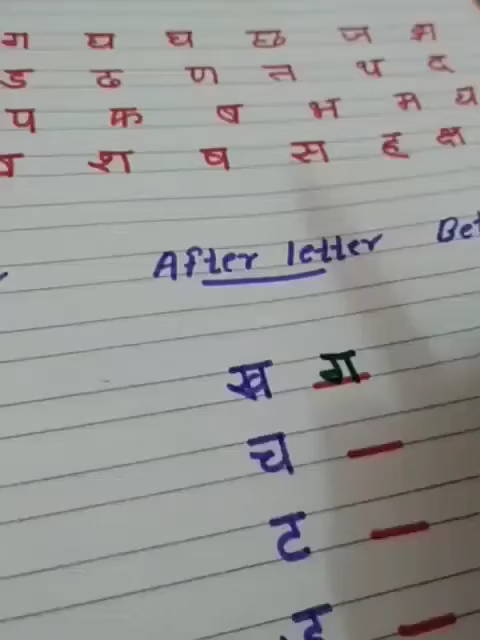 ग घ च छ ज झ
ड ढ ण त थ द
प फ ब भ म य
व श ष स ह क्ष
After letter
ख ग
च
ट